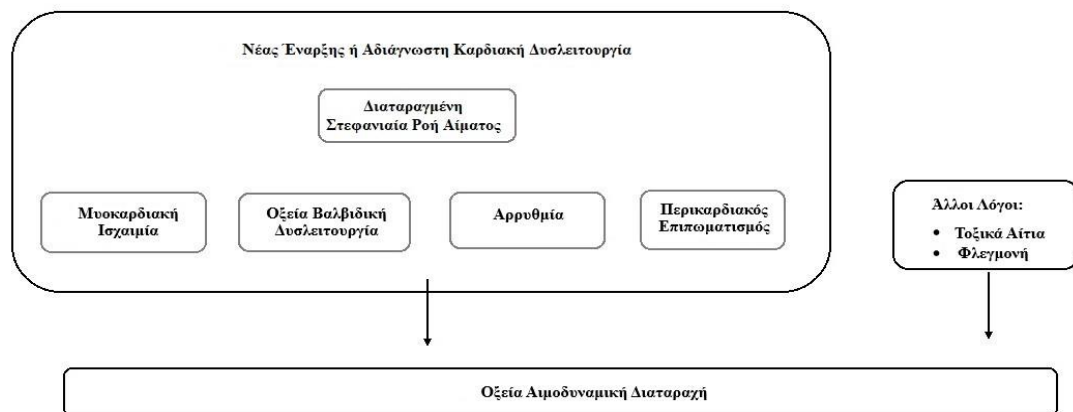 Νέας Έναρξης ή Αδιάγνωστη Καρδιακή Δυσλειτουργία
Διαταραγμένη
Στεφανιαία Ροή Αίματος
Μυοκαρδιακή
Ισχαιμία
Οξεία Βαλβιδική
Δυσλειτουργία
Αρρυθμία
Περικαρδιακός
Επιπωματισμός
Άλλοι Λόγοι:
• Τοξικά Αίτια
• Φλεγμονή
Οξεία Αιμοδυναμική Διαταραχή